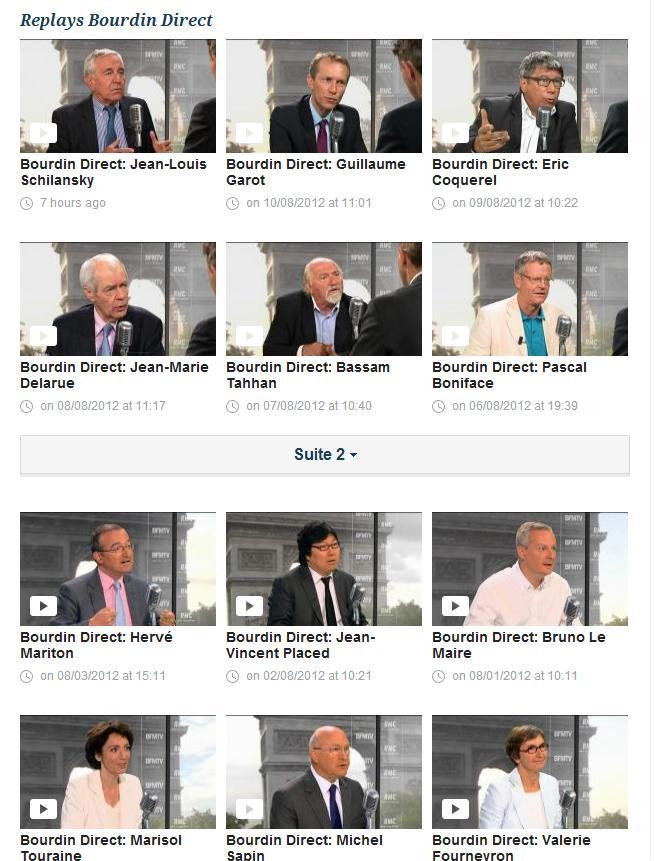 Replays Bourdin Direct
Bourdin Direct: Jean-Louis
Schilansky
7 hours ago
Bourdin Direct: Guillaume
Garot
on 10/08/2012 at 11:01
Bourdin Direct: Eric
Coquerel
on 09/08/2012 at 10:22
Bourdin Direct: Jean-Marie
Delarue
on 08/08/2012 at 11:17
Bourdin Direct: Bassam
Tahhan
on 07/08/2012 at 10:40
Bourdin Direct: Pascal
Boniface
on 06/08/2012 at 19:39
Suite 2
Bourdin Direct: Hervé
Mariton
on 08/03/2012 at 15:11
Bourdin Direct: Jean-
Vincent Placed
on 02/08/2012 at 10:21
Bourdin Direct: Bruno Le
Maire
on 08/01/2012 at 10:11
Bourdin Direct: Marisol
Touraine
Bourdin Direct: Michel
Sapin
Bourdin Direct: Valerie
Fourneyron